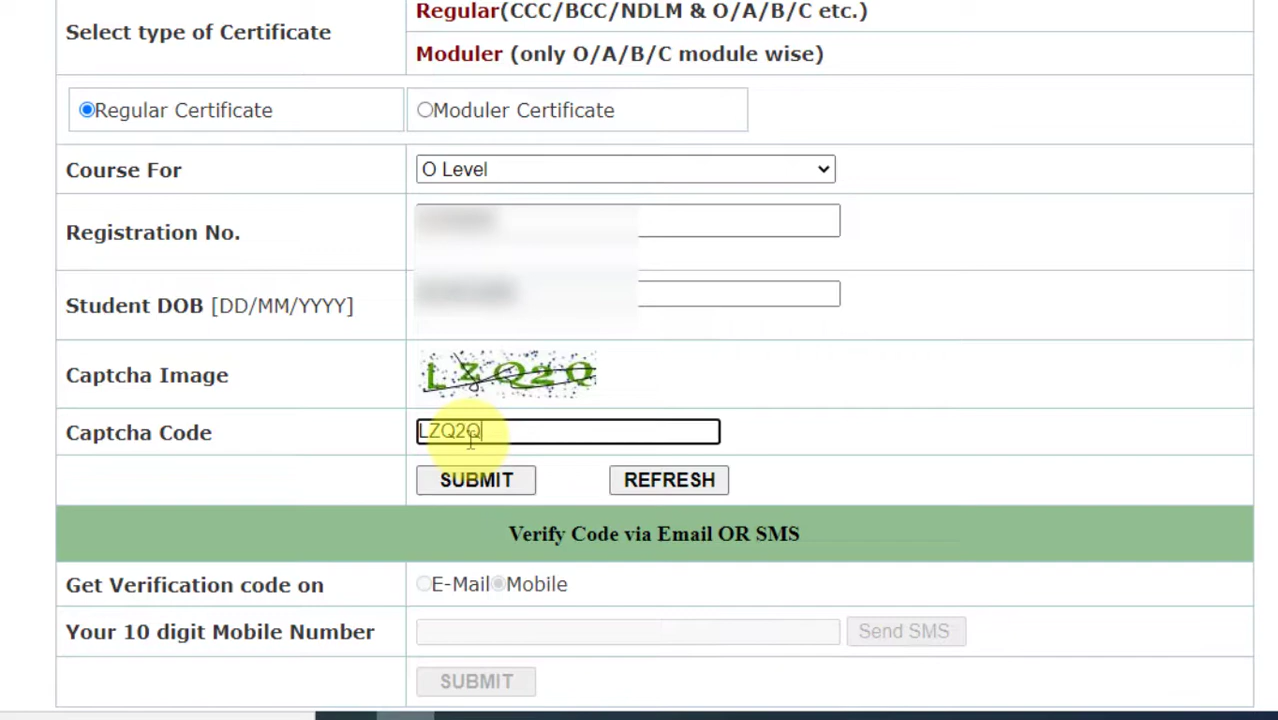 Select type of Certificate
Regular(CCC/BCC/NDLM & O/A/B/C etc.)
Moduler (only O/A/B/C module wise)
Regular Certificate
Moduler Certificate
Course For
O Level
Registration No.
Student DOB [DD/MM/YYYY]
Captcha Image
LZQ2Q
Captcha Code
LZQ2Q
SUBMIT
REFRESH
Verify Code via Email OR SMS
Get Verification code on
E-Mail
Mobile
Your 10 digit Mobile Number
Send SMS
SUBMIT